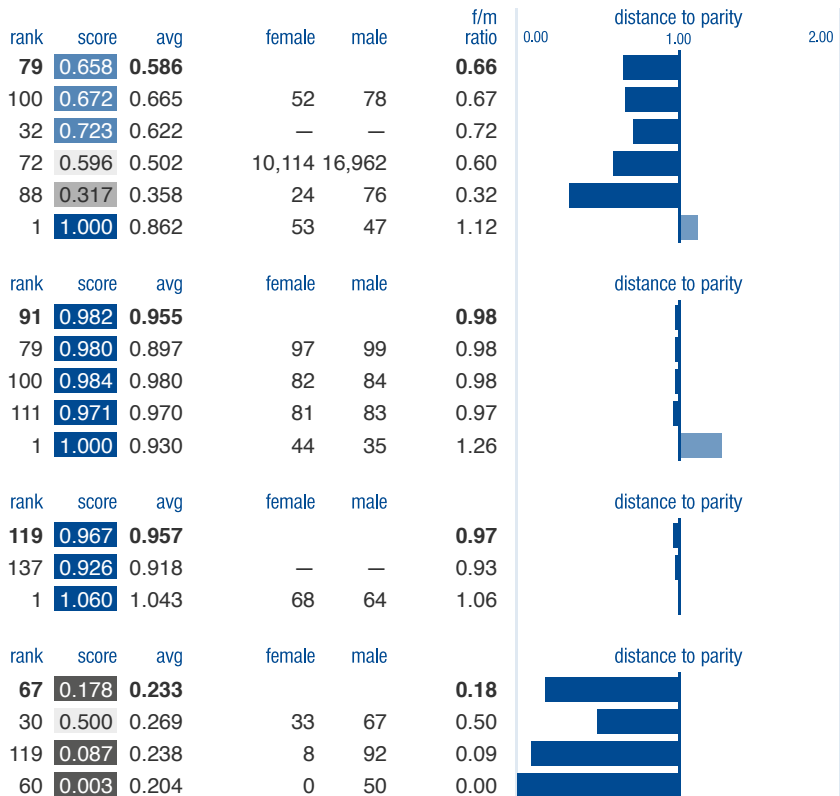 f/m distance to parity
rank score avg female male ratio 0.00 1.00 2.00
79 0.658 0.586 0.66
100 0.672 0.665 52 78 0.67
32 0.723 0.622 — — 0.72
72 0.596 0.502 10,114 16,962 0.60
88 0.317 0.358 24 76 0.32
1 1.000 0.862 53 47 1.12
rank score avg female male distance to parity
91 0.982 0.955 0.98
79 0.980 0.897 97 99 0.98
100 0.984 0.980 82 84 0.98
111 0.971 0.970 81 83 0.97
1 1.000 0.930 44 35 1.26
rank score avg female male distance to parity
119 0.967 0.957 0.97
137 0.926 0.918 — — 0.93
1 1.060 1.043 68 64 1.06
rank score avg female male distance to parity
67 0.178 0.233 0.18
30 0.500 0.269 33 67 0.50
119 0.087 0.238 8 92 0.09
60 0.003 0.204 0 50 0.00